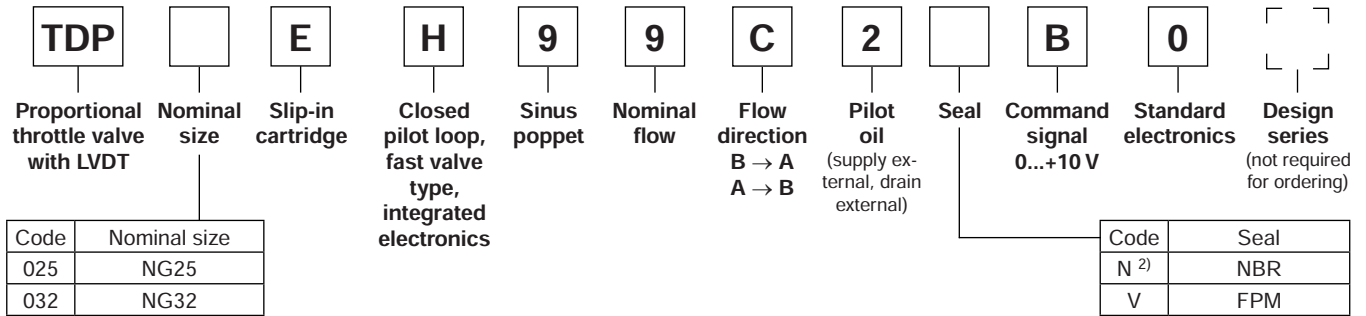 TDP E H 9 9 C 2 B 0
Proportional
throttle valve
with LVDT
Nominal
size
Slip-in
cartridge
Closed
pilot loop,
fast valve
type,
integrated
electronics
Sinus
poppet
Nominal
flow
Flow
direction
B → A
A → B
Pilot
oil
(supply ex-
ternal, drain
external)
Seal
Command
signal
0...+10 V
Standard
electronics
Design
series
(not required
for ordering)
Code Nominal size
025 NG25
032 NG32
Code Seal
N 2) NBR
V FPM